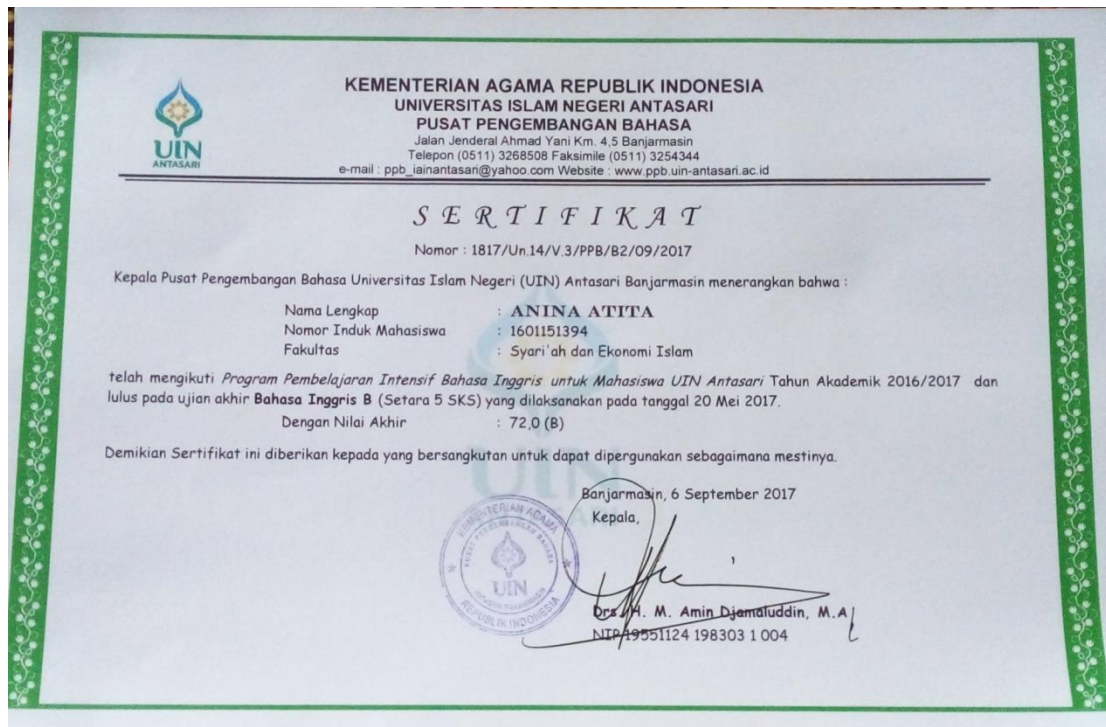 UIN
ANTASARI
KEMENTERIAN AGAMA REPUBLIK INDONESIA
UNIVERSITAS ISLAM NEGERI ANTASARI
PUSAT PENGEMBANGAN BAHASA
Jalan Jenderal Ahmad Yani Km. 4,5 Banjarmasin
Telepon (0511) 3268508 Faksimile (0511) 3254344
e-mail : ppb_iainantasari@yahoo.com Website : www.ppb.uin-antasari.ac.id
SERTIFIKAT
Nomor : 1817/Un.14/V.3/PPB/B2/09/2017
Kepala Pusat Pengembangan Bahasa Universitas Islam Negeri (UIN) Antasari Banjarmasin menerangkan bahwa :
Nama Lengkap : ANINA ATITA
Nomor Induk Mahasiswa : 1601151394
Fakultas : Syari'ah dan Ekonomi Islam
telah mengikuti Program Pembelajaran Intensif Bahasa Inggris untuk Mahasiswa UIN Antasari Tahun Akademik 2016/2017 dan
lulus pada ujian akhir Bahasa Inggris B (Setara 5 SKS) yang dilaksanakan pada tanggal 20 Mei 2017.
Dengan Nilai Akhir : 72,0 (B)
Demikian Sertifikat ini diberikan kepada yang bersangkutan untuk dapat dipergunakan sebagaimana mestinya.
Banjarmasin, 6 September 2017
Kepala,
KEMENTERIAN AGAMA
PUSAT PENGEMBANGAN BAHASA
UIN
REPUBLIK INDONESIA
Drs. H. M. Amin Djamaluddin, M.A
NIP 19551124 198303 1 004